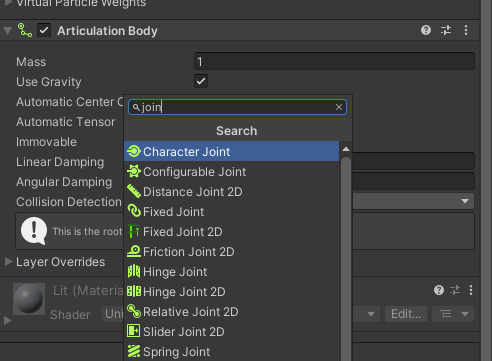 Virtual Particle Weights
Articulation Body
Mass
1
Use Gravity
Automatic Center O
Automatic Tensor
Immovable
Linear Damping
Angular Damping
Collision Detection
This is the root
Layer Overrides
Lit (Mater
Shader
Uni
Edit...
join
Search
Character Joint
Configurable Joint
Distance Joint 2D
Fixed Joint
Fixed Joint 2D
Friction Joint 2D
Hinge Joint
Hinge Joint 2D
Relative Joint 2D
Slider Joint 2D
Spring Joint